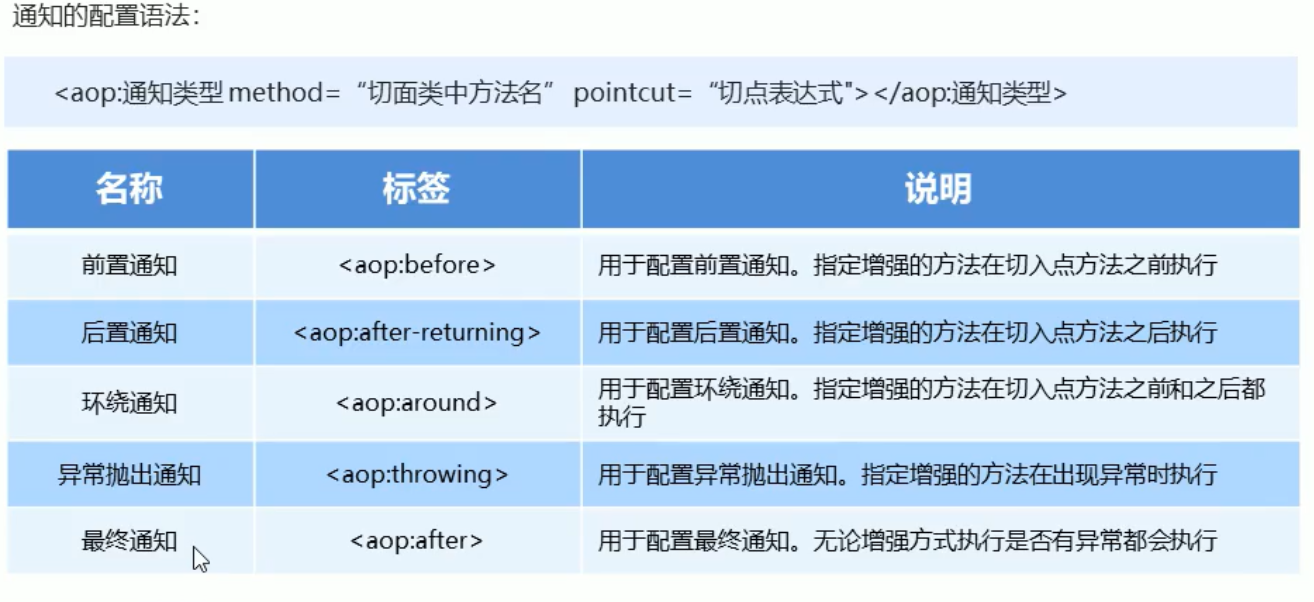 通知的配置语法:
<aop:通知类型 method= “切面类中方法名” pointcut= “切点表达式"></aop:通知类型>
名称 标签 说明
前置通知 <aop:before> 用于配置前置通知。指定增强的方法在切入点方法之前执行
后置通知 <aop:after-returning> 用于配置后置通知。指定增强的方法在切入点方法之后执行
环绕通知 <aop:around> 用于配置环绕通知。指定增强的方法在切入点方法之前和之后都
执行
异常抛出通知 <aop:throwing> 用于配置异常抛出通知。指定增强的方法在出现异常时执行
最终通知 <aop:after> 用于配置最终通知。无论增强方式执行是否有异常都会执行